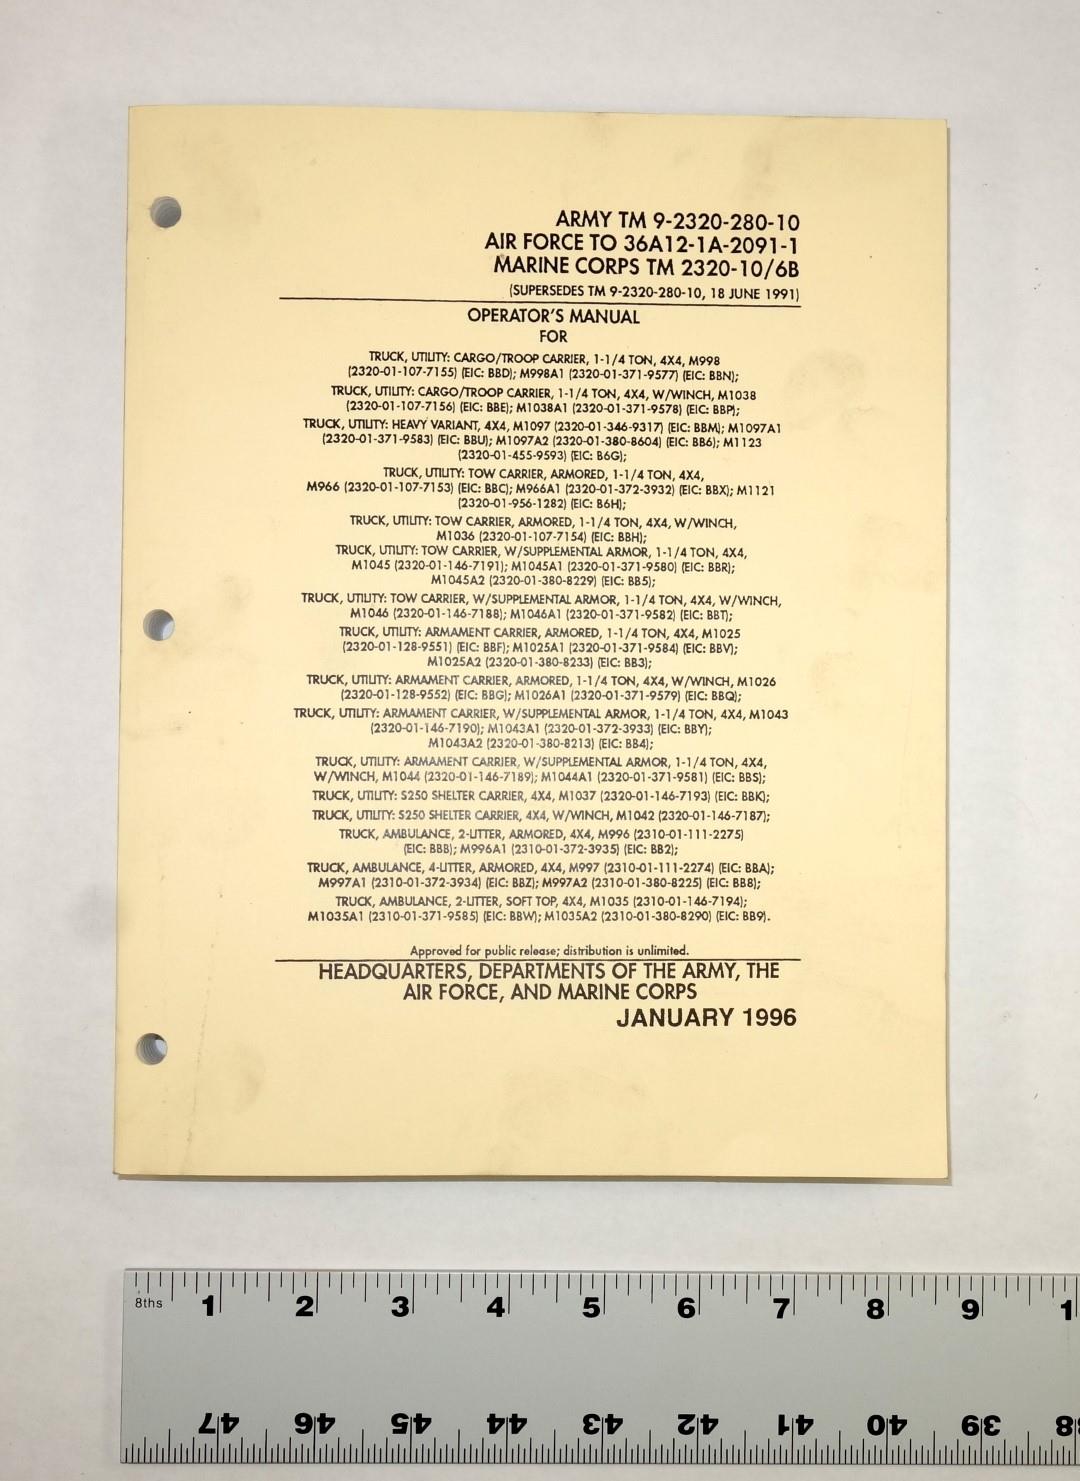 ARMY TM 9-2320-280-10
AIR FORCE TO 36A12-1A-2091-1
MARINE CORPS TM 2320-10/6B
(SUPERSEDES TM 9-2320-280-10, 18 JUNE 1991)
OPERATOR'S MANUAL
FOR
TRUCK, UTILITY: CARGO/TROOP CARRIER, 1-1/4 TON, 4X4, M998
(2320-01-107-7155) (EIC: BBD); M998A1 (2320-01-371-9577) (EIC: BBN);
TRUCK, UTILITY: CARGO/TROOP CARRIER, 1-1/4 TON, 4X4, W/WINCH, M1038
(2320-01-107-7156) (EIC: BBE); M1038A1 (2320-01-371-9578) (EIC: BBP);
TRUCK, UTILITY: HEAVY VARIANT, 4X4, M1097 (2320-01-346-9317) (EIC: BBM); M1097A1
(2320-01-371-9583) (EIC: BBU); M1097A2 (2320-01-380-8604) (EIC: BB6); M1123
(2320-01-455-9593) (EIC: B6G);
TRUCK, UTILITY: TOW CARRIER, ARMORED, 1-1/4 TON, 4X4,
M966 (2320-01-107-7153) (EIC: BBC); M966A1 (2320-01-372-3932) (EIC: BBX); M1121
(2320-01-956-1282) (EIC: B6H);
TRUCK, UTILITY: TOW CARRIER, ARMORED, 1-1/4 TON, 4X4, W/WINCH,
M1036 (2320-01-107-7154) (EIC: BBH);
TRUCK, UTILITY: TOW CARRIER, W/SUPPLEMENTAL ARMOR, 1-1/4 TON, 4X4,
M1045 (2320-01-146-7191); M1045A1 (2320-01-371-9580) (EIC: BBR);
M1045A2 (2320-01-380-8229) (EIC: BB5);
TRUCK, UTILITY: TOW CARRIER, W/SUPPLEMENTAL ARMOR, 1-1/4 TON, 4X4, W/WINCH,
M1046 (2320-01-146-7188); M1046A1 (2320-01-371-9582) (EIC: BBT);
TRUCK, UTILITY: ARMAMENT CARRIER, ARMORED, 1-1/4 TON, 4X4, M1025
(2320-01-128-9551) (EIC: BBF); M1025A1 (2320-01-371-9584) (EIC: BBV);
M1025A2 (2320-01-380-8233) (EIC: BB3);
TRUCK, UTILITY: ARMAMENT CARRIER, ARMORED, 1-1/4 TON, 4X4, W/WINCH, M1026
(2320-01-128-9552) (EIC: BBG); M1026A1 (2320-01-371-9579) (EIC: BBQ);
TRUCK, UTILITY: ARMAMENT CARRIER, W/SUPPLEMENTAL ARMOR, 1-1/4 TON, 4X4, M1043
(2320-01-146-7190); M1043A1 (2320-01-372-3933) (EIC: BBY);
M1043A2 (2320-01-380-8213) (EIC: BB4);
TRUCK, UTILITY: ARMAMENT CARRIER, W/SUPPLEMENTAL ARMOR, 1-1/4 TON, 4X4,
W/WINCH, M1044 (2320-01-146-7189); M1044A1 (2320-01-371-9581) (EIC: BBS);
TRUCK, UTILITY: S250 SHELTER CARRIER, 4X4, M1037 (2320-01-146-7193) (EIC: BBK);
TRUCK, UTILITY: S250 SHELTER CARRIER, 4X4, W/WINCH, M1042 (2320-01-146-7187);
TRUCK, AMBULANCE, 2-LITTER, ARMORED, 4X4, M996 (2310-01-111-2275)
(EIC: BBB); M996A1 (2310-01-372-3935) (EIC: BB2);
TRUCK, AMBULANCE, 4-LITTER, ARMORED, 4X4, M997 (2310-01-111-2274) (EIC: BBA);
M997A1 (2310-01-372-3934) (EIC: BBZ); M997A2 (2310-01-380-8225) (EIC: BB8);
TRUCK, AMBULANCE, 2-LITTER, SOFT TOP, 4X4, M1035 (2310-01-146-7194);
M1035A1 (2310-01-371-9585) (EIC: BBW); M1035A2 (2310-01-380-8290) (EIC: BB9).
Approved for public release; distribution is unlimited.
HEADQUARTERS, DEPARTMENTS OF THE ARMY, THE
AIR FORCE, AND MARINE CORPS
JANUARY 1996
8ths 1 2 3 4 5 6 7 8 9 1
47 46 45 44 43 42 41 40 39 38